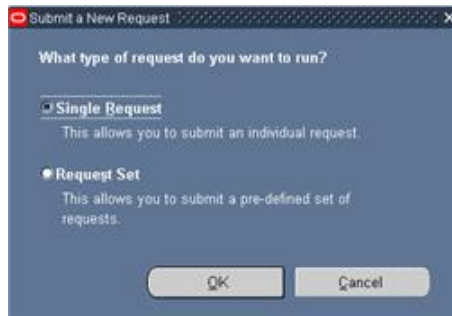 Submit a New Request
What type of request do you want to run?
Single Request
This allows you to submit an individual request.
Request Set
This allows you to submit a pre-defined set of
requests.
OK Cancel